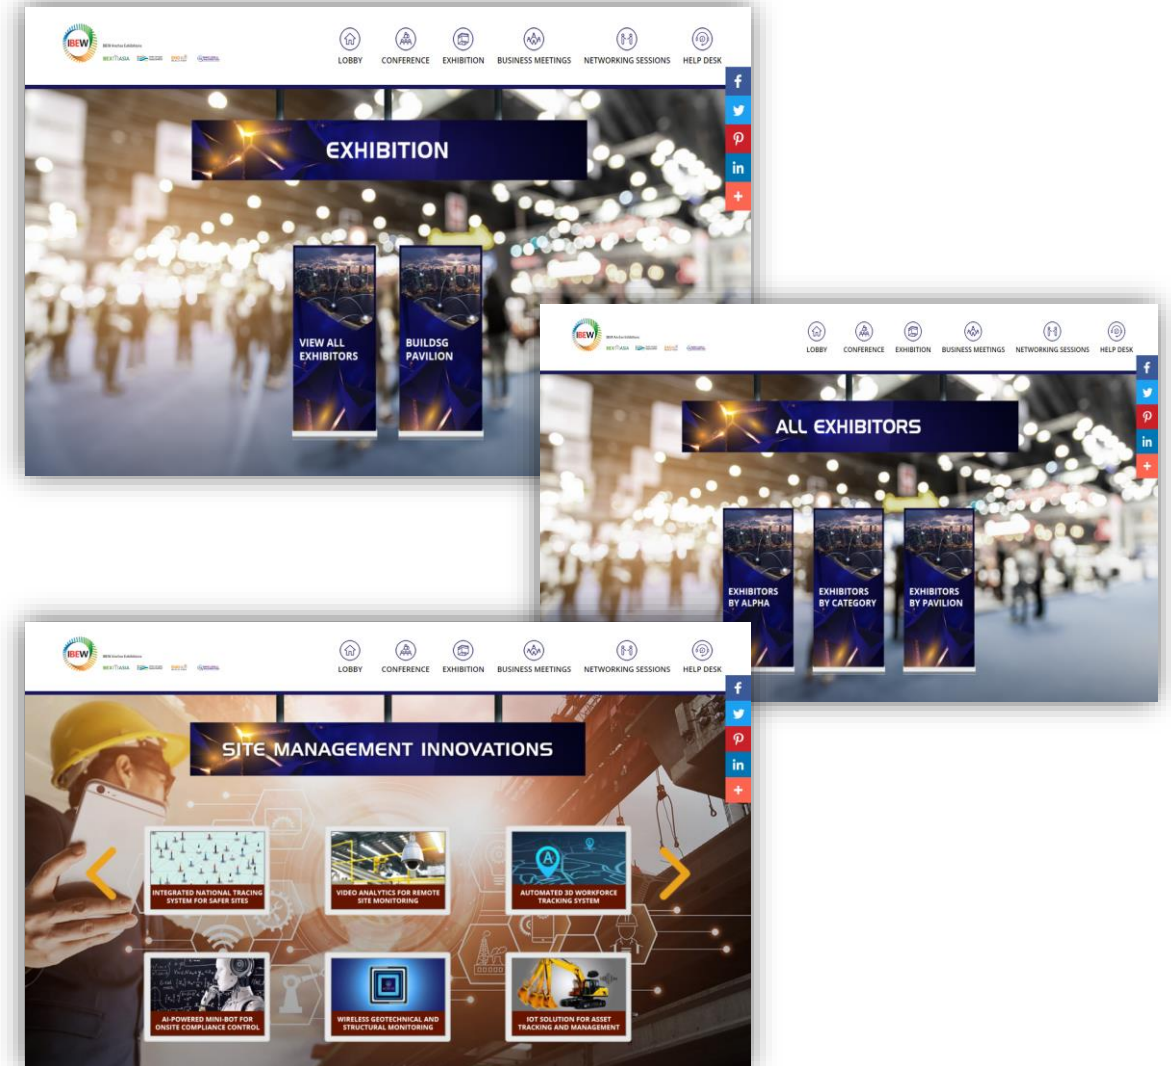 IBEW
LOBBY
CONFERENCE
EXHIBITION
BUSINESS MEETINGS
NETWORKING SESSIONS
HELP DESK
EXHIBITION
VIEW ALL
EXHIBITORS
BUILDSG
PAVILION
f
in
+
IBEW
LOBBY
CONFERENCE
EXHIBITION
BUSINESS MEETINGS
NETWORKING SESSIONS
HELP DESK
ALL EXHIBITORS
EXHIBITORS
BY ALPHA
EXHIBITORS
BY CATEGORY
EXHIBITORS
BY PAVILION
f
in
+
IBEW
LOBBY
CONFERENCE
EXHIBITION
BUSINESS MEETINGS
NETWORKING SESSIONS
HELP DESK
SITE MANAGEMENT INNOVATIONS
f
in
+
INTEGRATED NATIONAL TRACING
SYSTEM FOR SAFER SITES
VIDEO ANALYTICS FOR REMOTE
SITE MONITORING
A
AUTOMATED 3D WORKFORCE
TRACKING SYSTEM
AI-POWERED MINI-BOT FOR
ONSITE COMPLIANCE CONTROL
WIRELESS GEOTECHNICAL AND
STRUCTURAL MONITORING
IOT SOLUTION FOR ASSET
TRACKING AND MANAGEMENT